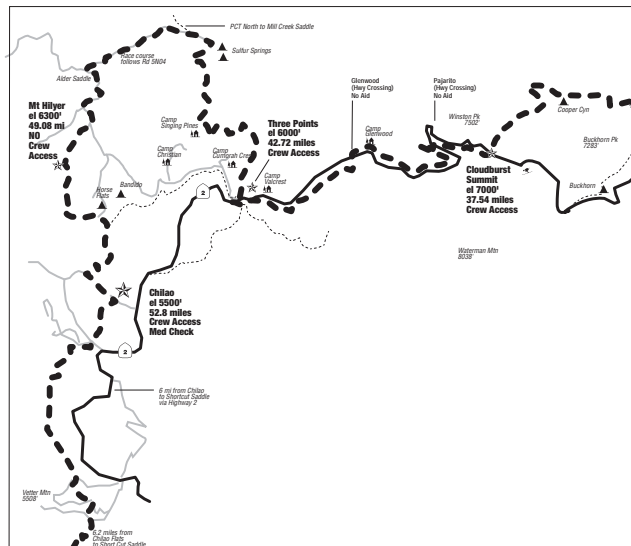 PCT North to Mill Creek Saddle
Race course
follows Rd 5N04
Sulfur Springs
Alder Saddle
Mt Hilyer
el 6300'
49.08 mi
NO
Crew
Access
Camp
Singing Pines
Camp
Christian
Camp
Cumgrah Crest
Three Points
el 6000'
42.72 miles
Crew Access
Camp
Valcrest
Glenwood
(Hwy Crossing)
No Aid
Camp
Glenwood
Pajarito
(Hwy Crossing)
No Aid
Winston Pk
7502'
Cooper Cyn
Buckhorn Pk
7283'
Cloudburst
Summit
el 7000'
37.54 miles
Crew Access
Buckhorn
Waterman Mtn
8038'
Horse
Flats
Bandido
2
Chilao
el 5500'
52.8 miles
Crew Access
Med Check
2
6 mi from Chilao
to Shortcut Saddle
via Highway 2
Vetter Mtn
5508'
6.2 miles from
Chilao Flats
to Short Cut Saddle